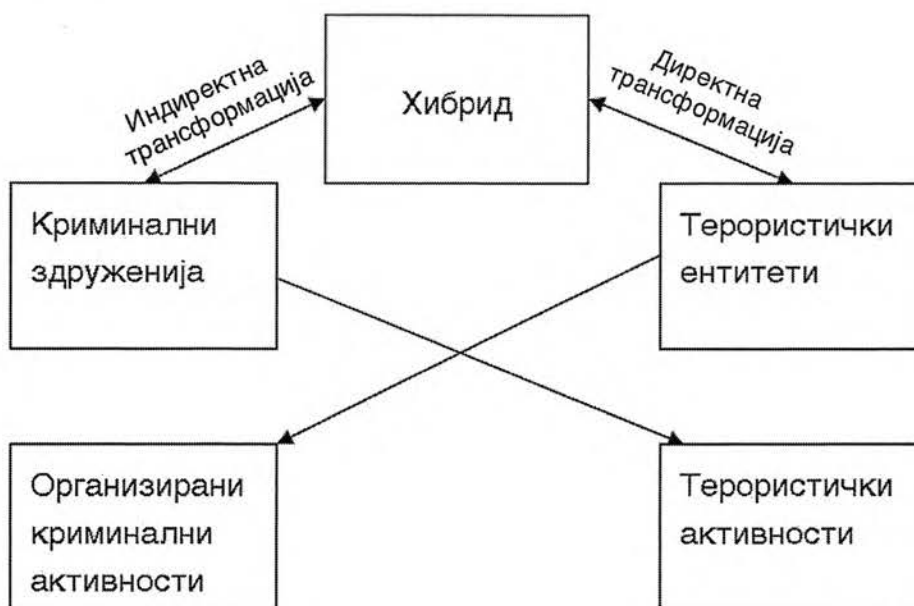 Индиректна
трансформација
Хибрид
Директна
трансформација
Криминални
здруженија
Терористички
ентитети
Организирани
криминални
активности
Терористички
активности